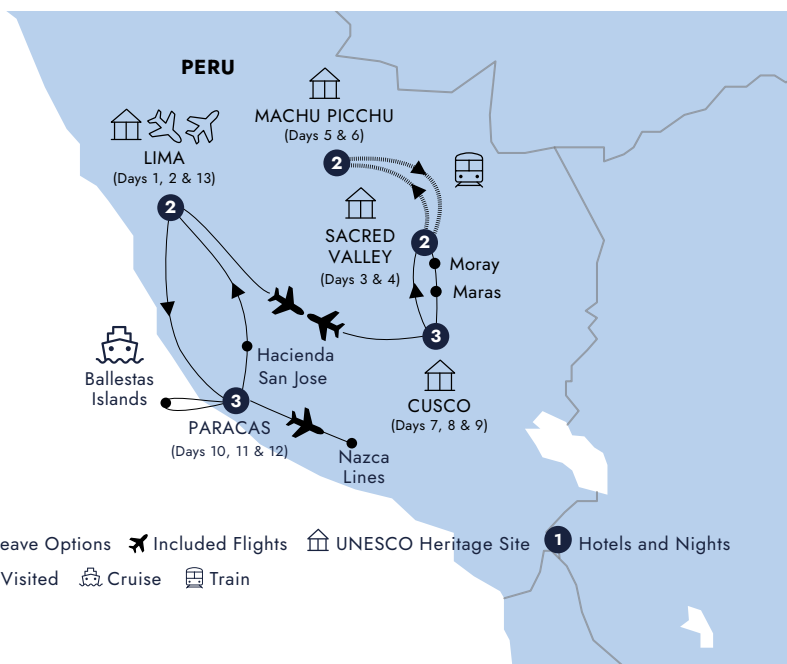 PERU
MACHU PICCHU
(Days 5 & 6)
2
LIMA
(Days 1, 2 & 13)
2
SACRED
VALLEY
(Days 3 & 4)
2
Moray
Maras
3
CUSCO
(Days 7, 8 & 9)
Hacienda
San Jose
Ballestas
Islands
3
PARACAS
(Days 10, 11 & 12)
Nazca
Lines
eave Options Included Flights UNESCO Heritage Site 1 Hotels and Nights
Visited Cruise Train